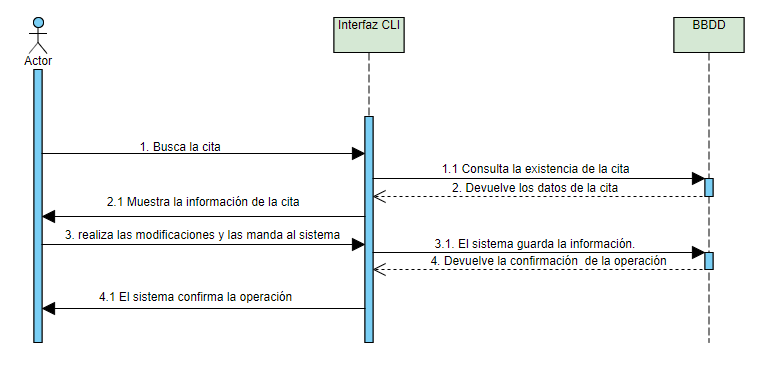 Actor
Interfaz CLI
BBDD
1. Busca la cita
1.1 Consulta la existencia de la cita
2. Devuelve los datos de la cita
2.1 Muestra la información de la cita
3. realiza las modificaciones y las manda al sistema
3.1. El sistema guarda la información.
4. Devuelve la confirmación  de la operación
4.1 El sistema confirma la operación